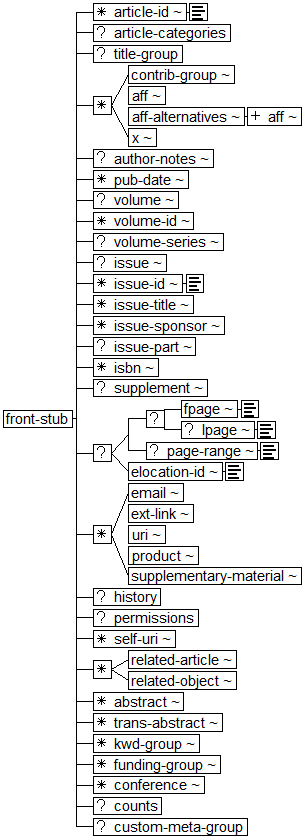 * article-id ~
? article-categories
? title-group
contrib-group ~
aff ~
*
aff-alternatives ~ + aff ~
x ~
? author-notes ~
* pub-date ~
? volume ~
* volume-id ~
? volume-series ~
? issue ~
* issue-id ~
* issue-title ~
* issue-sponsor ~
? issue-part ~
* isbn ~
? supplement ~
front-stub
fpage ~
?
? lpage ~
? page-range ~
?
elocation-id ~
email ~
ext-link ~
*
uri ~
product ~
supplementary-material ~
? history
? permissions
* self-uri ~
related-article ~
*
related-object ~
* abstract ~
* trans-abstract ~
* kwd-group ~
* funding-group ~
* conference ~
? counts
? custom-meta-group